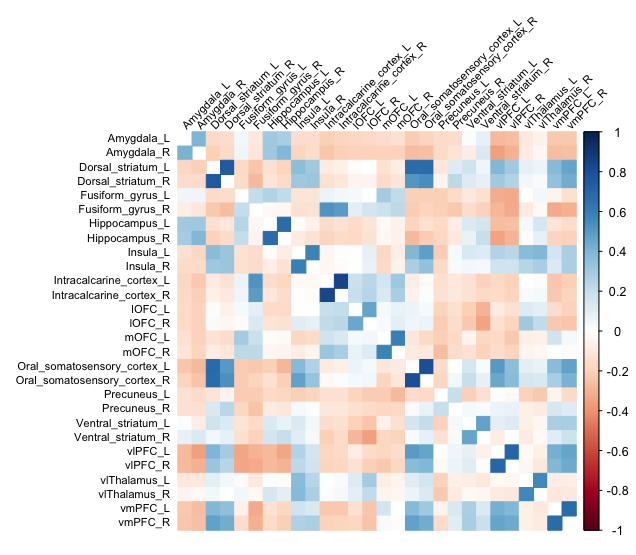 Amygdala_L
Amygdala_R
Dorsal_striatum_L
Dorsal_striatum_R
Fusiform_gyrus_L
Fusiform_gyrus_R
Hippocampus_L
Hippocampus_R
Insula_L
Insula_R
Intracalcarine_cortex_L
Intracalcarine_cortex_R
lOFC_L
lOFC_R
mOFC_L
mOFC_R
Oral_somatosensory_cortex_L
Oral_somatosensory_cortex_R
Precuneus_L
Precuneus_R
Ventral_striatum_L
Ventral_striatum_R
vlPFC_L
vlPFC_R
vlThalamus_L
vlThalamus_R
vmPFC_L
vmPFC_R
Amygdala_L
Amygdala_R
Dorsal_striatum_L
Dorsal_striatum_R
Fusiform_gyrus_L
Fusiform_gyrus_R
Hippocampus_L
Hippocampus_R
Insula_L
Insula_R
Intracalcarine_cortex_L
Intracalcarine_cortex_R
lOFC_L
lOFC_R
mOFC_L
mOFC_R
Oral_somatosensory_cortex_L
Oral_somatosensory_cortex_R
Precuneus_L
Precuneus_R
Ventral_striatum_L
Ventral_striatum_R
vlPFC_L
vlPFC_R
vlThalamus_L
vlThalamus_R
vmPFC_L
vmPFC_R
1
0.8
0.6
0.4
0.2
0
-0.2
-0.4
-0.6
-0.8
-1